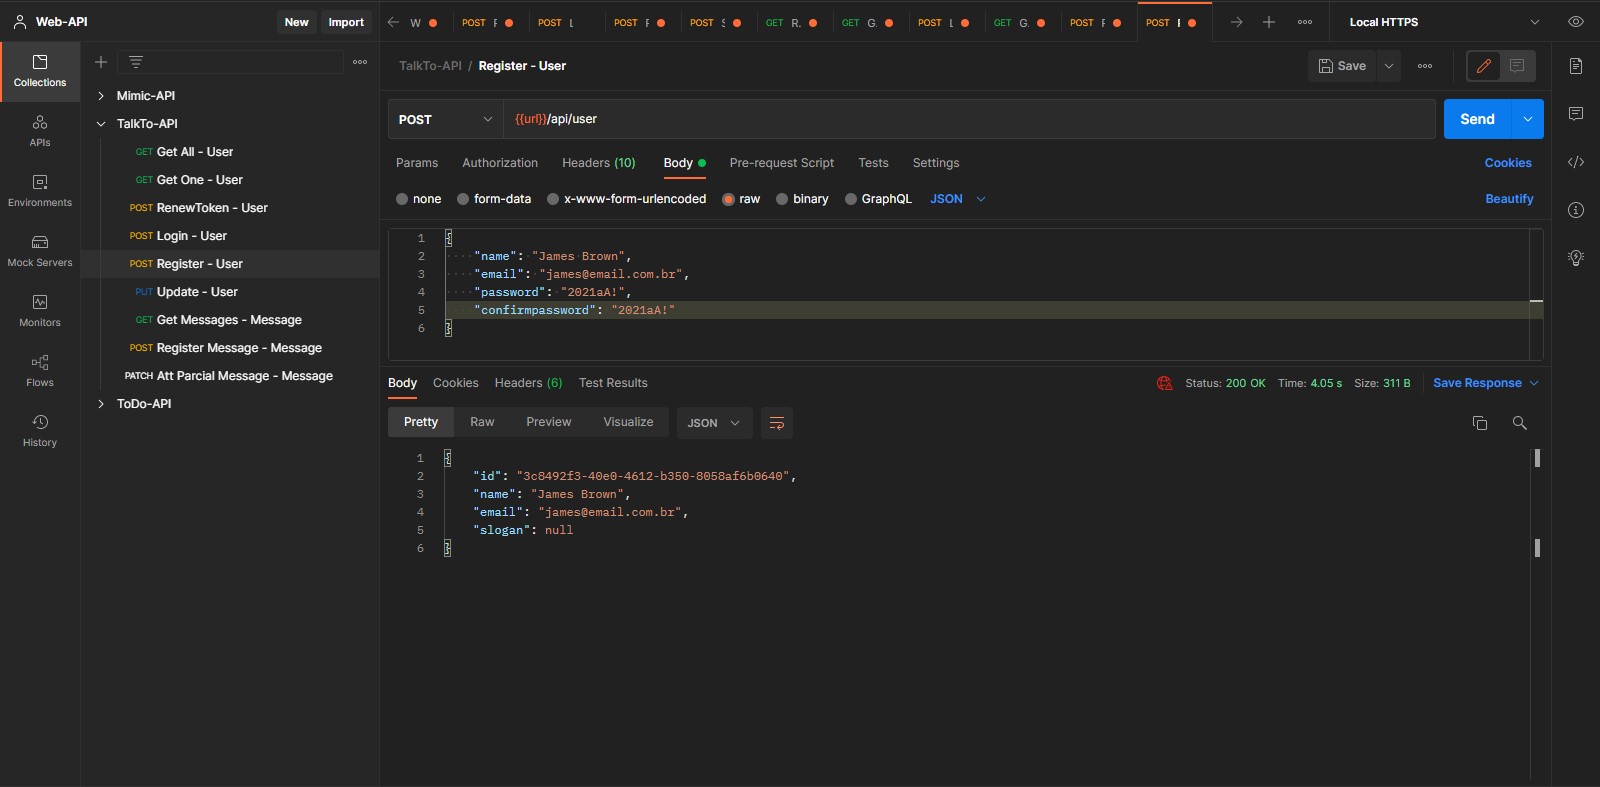 Web-API
New
Import
W
POST F
POST L
POST F
POST S
GET R.
GET G.
POST L
GET G.
POST F
POST F
Local HTTPS
Collections
APIs
Environments
Mock Servers
Monitors
Flows
History
Mimic-API
TalkTo-API
GET Get All - User
GET Get One - User
POST RenewToken - User
POST Login - User
POST Register - User
PUT Update - User
GET Get Messages - Message
POST Register Message - Message
PATCH Att Parcial Message - Message
ToDo-API
TalkTo-API / Register - User
Save
POST
{{url}}/api/user
Send
Params Authorization Headers (10) Body Pre-request Script Tests Settings
Cookies
none form-data x-www-form-urlencoded raw binary GraphQL JSON
Beautify
1 {
2 "name": "James Brown",
3 "email": "james@email.com.br",
4 "password": "2021aA!",
5 "confirmpassword": "2021aA!"
6 }
Body Cookies Headers (6) Test Results
Status: 200 OK Time: 4.05 s Size: 311 B
Save Response
Pretty Raw Preview Visualize JSON
1 {
2 "id": "3c8492f3-40e0-4612-b350-8058af6b0640",
3 "name": "James Brown",
4 "email": "james@email.com.br",
5 "slogan": null
6 }